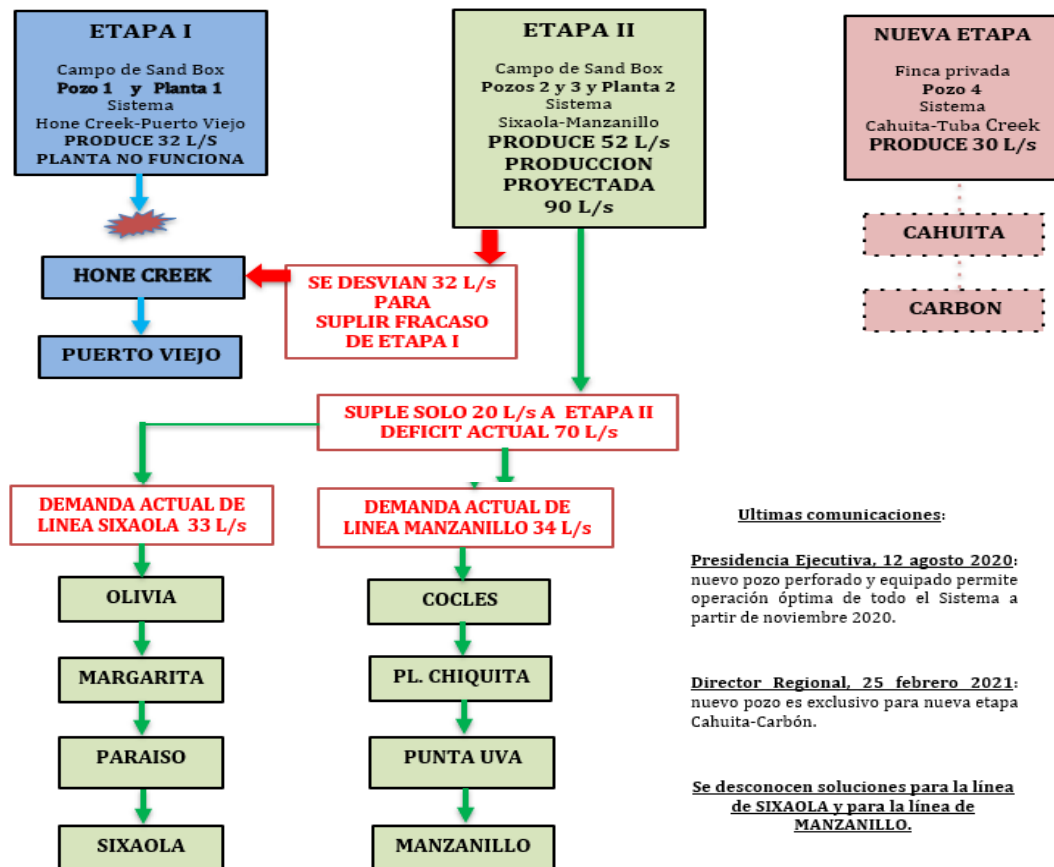 ETAPA I
Campo de Sand Box
Pozo 1 y Planta 1
Sistema
Hone Creek-Puerto Viejo
PRODUCE 32 L/S
PLANTA NO FUNCIONA
ETAPA II
Campo de Sand Box
Pozos 2 y 3 y Planta 2
Sistema
Sixaola-Manzanillo
PRODUCE 52 L/s
PRODUCCION
PROYECTADA
90 L/s
NUEVA ETAPA
Finca privada
Pozo 4
Sistema
Cahuita-Tuba Creek
PRODUCE 30 L/s
CAHUITA
CARBON
HONE CREEK
PUERTO VIEJO
SE DESVIAN 32 L/s
PARA
SUPLIR FRACASO
DE ETAPA I
SUPLE SOLO 20 L/s A ETAPA II
DEFICIT ACTUAL 70 L/s
DEMANDA ACTUAL DE
LINEA SIXAOLA 33 L/s
OLIVIA
MARGARITA
PARAISO
SIXAOLA
DEMANDA ACTUAL DE
LINEA MANZANILLO 34 L/s
COCLES
PL. CHIQUITA
PUNTA UVA
MANZANILLO
Ultimas comunicaciones:
Presidencia Ejecutiva, 12 agosto 2020:
nuevo pozo perforado y equipado permite
operación óptima de todo el Sistema a
partir de noviembre 2020.
Director Regional, 25 febrero 2021:
nuevo pozo es exclusivo para nueva etapa
Cahuita-Carbón.
Se desconocen soluciones para la línea
de SIXAOLA y para la línea de
MANZANILLO.